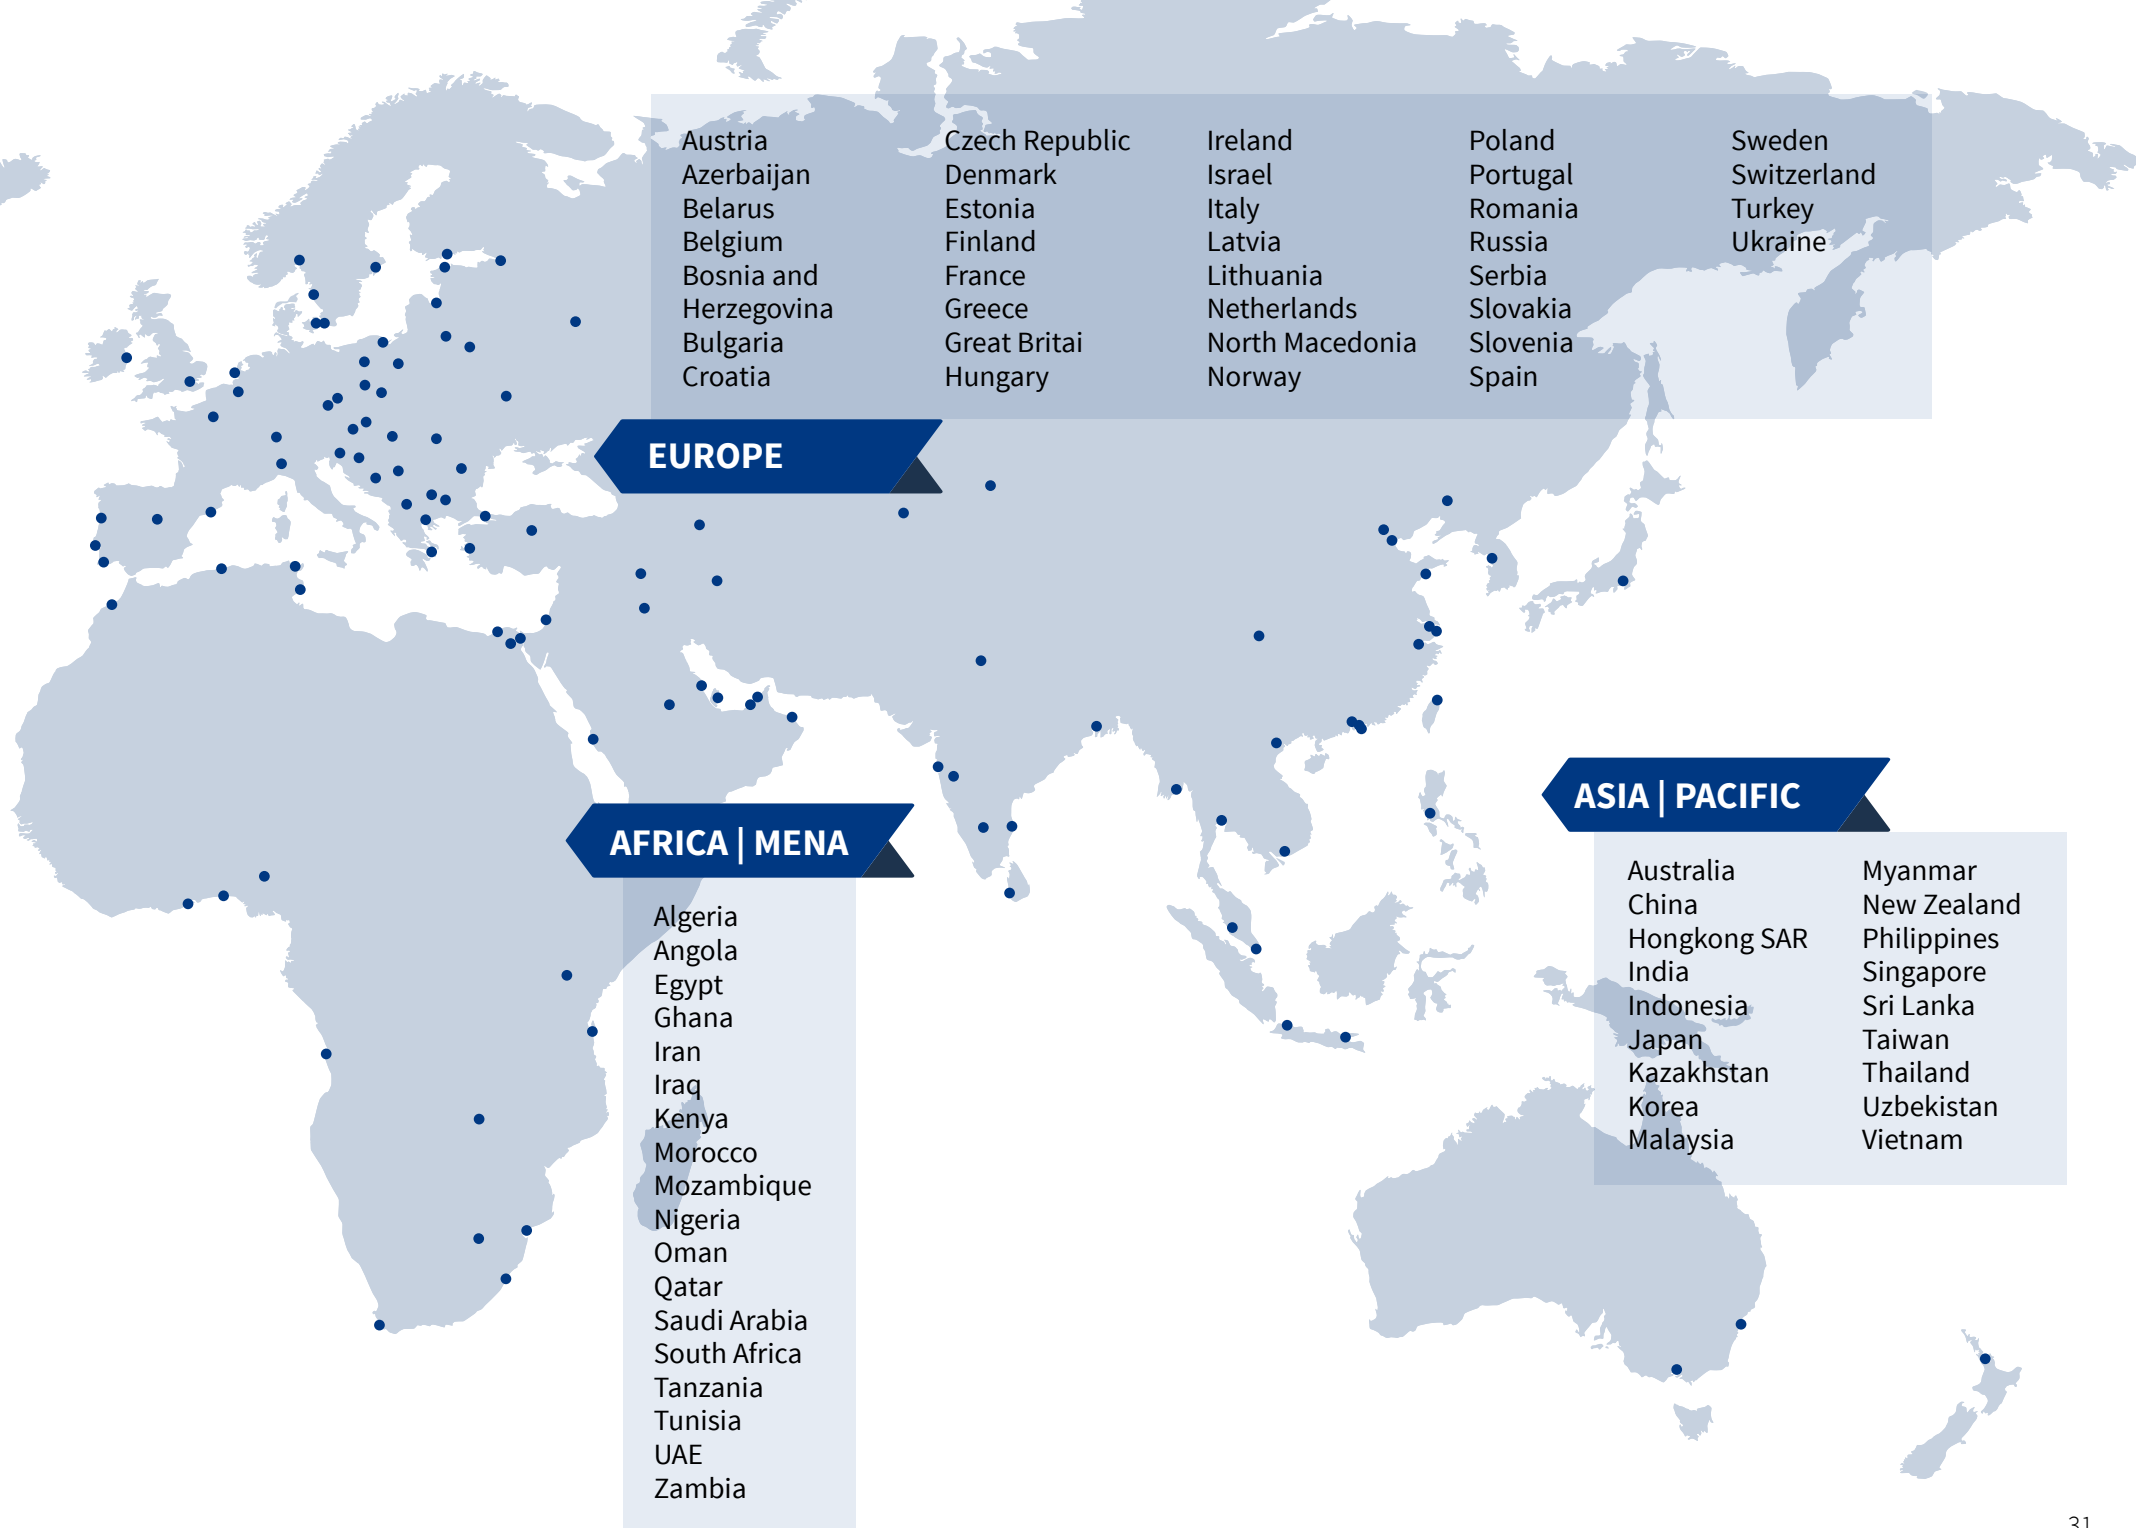 Austria
Azerbaijan
Belarus
Belgium
Bosnia and
Herzegovina
Bulgaria
Croatia
Czech Republic
Denmark
Estonia
Finland
France
Greece
Great Britai
Hungary
Ireland
Israel
Italy
Latvia
Lithuania
Netherlands
North Macedonia
Norway
Poland
Portugal
Romania
Russia
Serbia
Slovakia
Slovenia
Spain
Sweden
Switzerland
Turkey
Ukraine
EUROPE
AFRICA | MENA
Algeria
Angola
Egypt
Ghana
Iran
Iraq
Kenya
Morocco
Mozambique
Nigeria
Oman
Qatar
Saudi Arabia
South Africa
Tanzania
Tunisia
UAE
Zambia
ASIA | PACIFIC
Australia
China
Hongkong SAR
India
Indonesia
Japan
Kazakhstan
Korea
Malaysia
Myanmar
New Zealand
Philippines
Singapore
Sri Lanka
Taiwan
Thailand
Uzbekistan
Vietnam
31